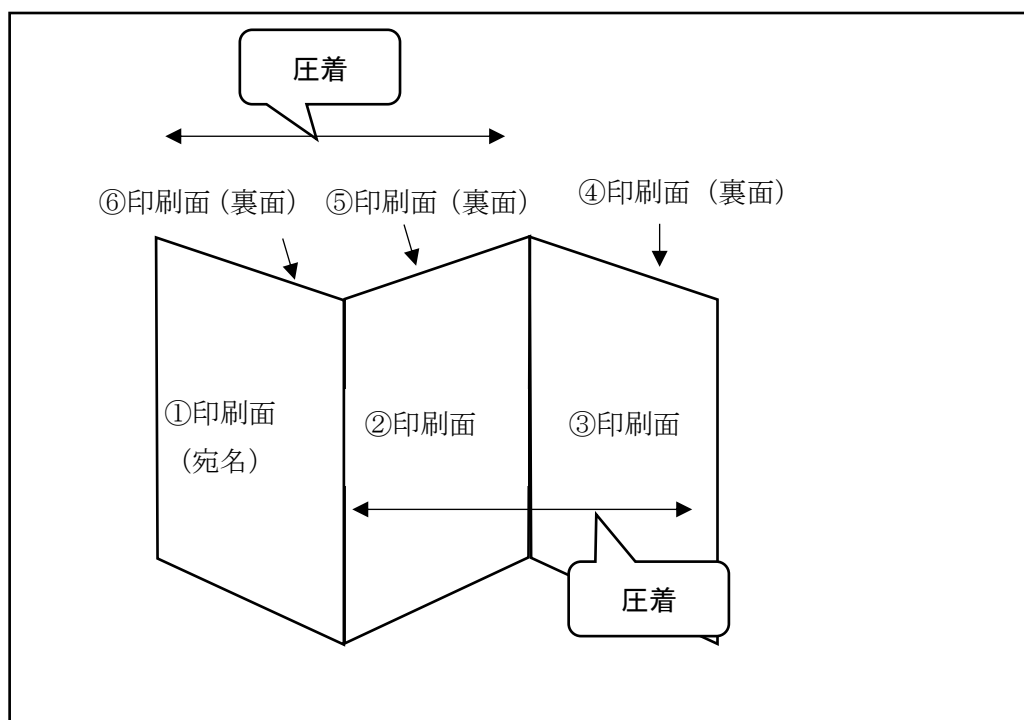 圧着
⑥印刷面（裏面）
⑤印刷面（裏面）
④印刷面（裏面）
①印刷面
（宛名）
②印刷面
③印刷面
圧着